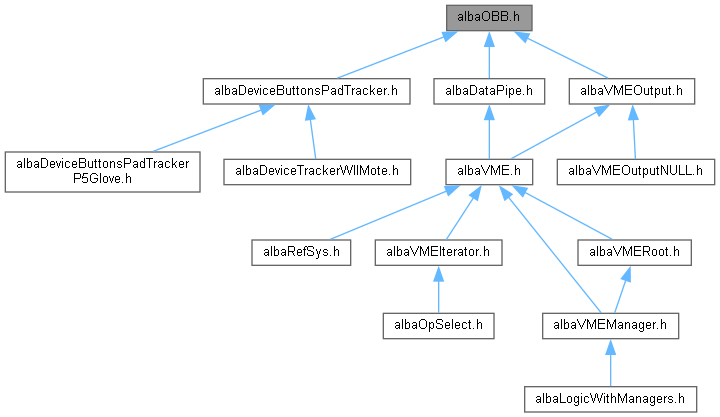 albaOBB.h
albaDeviceButtonsPadTracker.h
albaDataPipe.h
albaVMEOutput.h
albaDeviceButtonsPadTracker
P5Glove.h
albaDeviceTrackerWIIMote.h
albaVME.h
albaVMEOutputNULL.h
albaRefSys.h
albaVMEIterator.h
albaVMERoot.h
albaOpSelect.h
albaVMEManager.h
albaLogicWithManagers.h